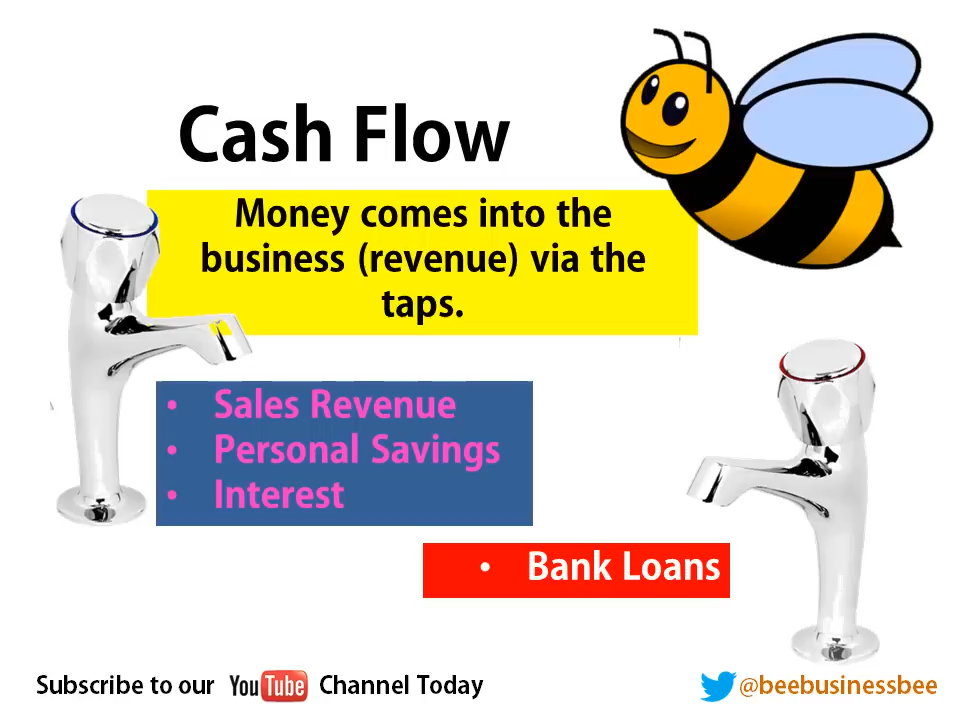 Cash Flow
Money comes into the
business (revenue) via the
taps.
• Sales Revenue
• Personal Savings
• Interest
• Bank Loans
Subscribe to our YouTube Channel Today
@beebusinessbee